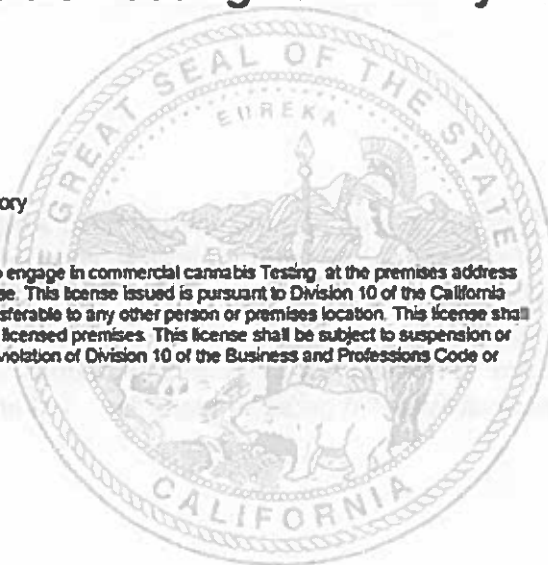 EUREKA
ory
o engage in commercial cannabis Testing at the premises address
se. This license issued is pursuant to Division 10 of the California
sferable to any other person or premises location. This license shall
licensed premises. This license shall be subject to suspension or
violation of Division 10 of the Business and Professions Code or
GREAT SEAL OF THE STATE
CALIFORNIA